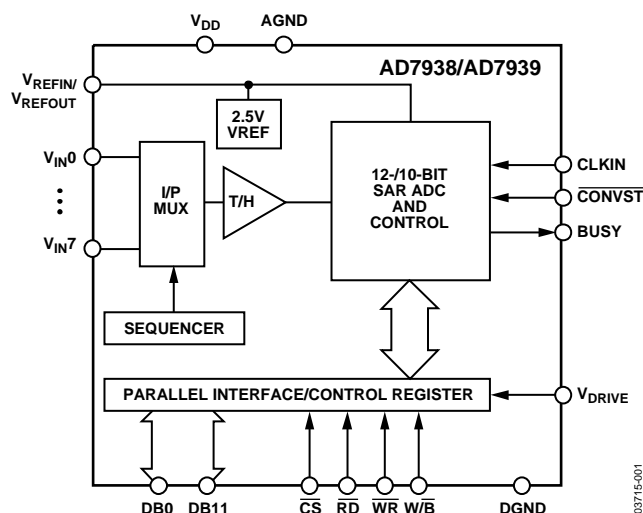 VDD
AGND
AD7938/AD7939
VREFIN/
VREFOUT
2.5V
VREF
VIN0
I/P
MUX
T/H
12-/10-BIT
SAR ADC
AND
CONTROL
CLKIN
CONVST
BUSY
VIN7
SEQUENCER
PARALLEL INTERFACE/CONTROL REGISTER
VDRIVE
DB0
DB11
CS
RD
WR
W/B
DGND
03715-001